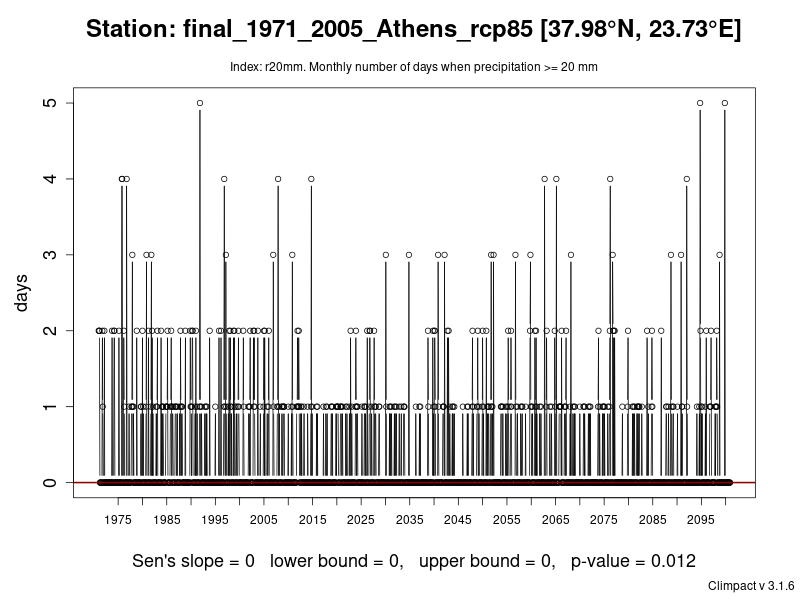 Station: final_1971_2005_Athens_rcp85 [37.98°N, 23.73°E]
Index: r20mm. Monthly number of days when precipitation >= 20 mm
5
4
3
2
1
0
days
1975 1985 1995 2005 2015 2025 2035 2045 2055 2065 2075 2085 2095
Sen's slope = 0 lower bound = 0, upper bound = 0, p-value = 0.012
Climpact v 3.1.6